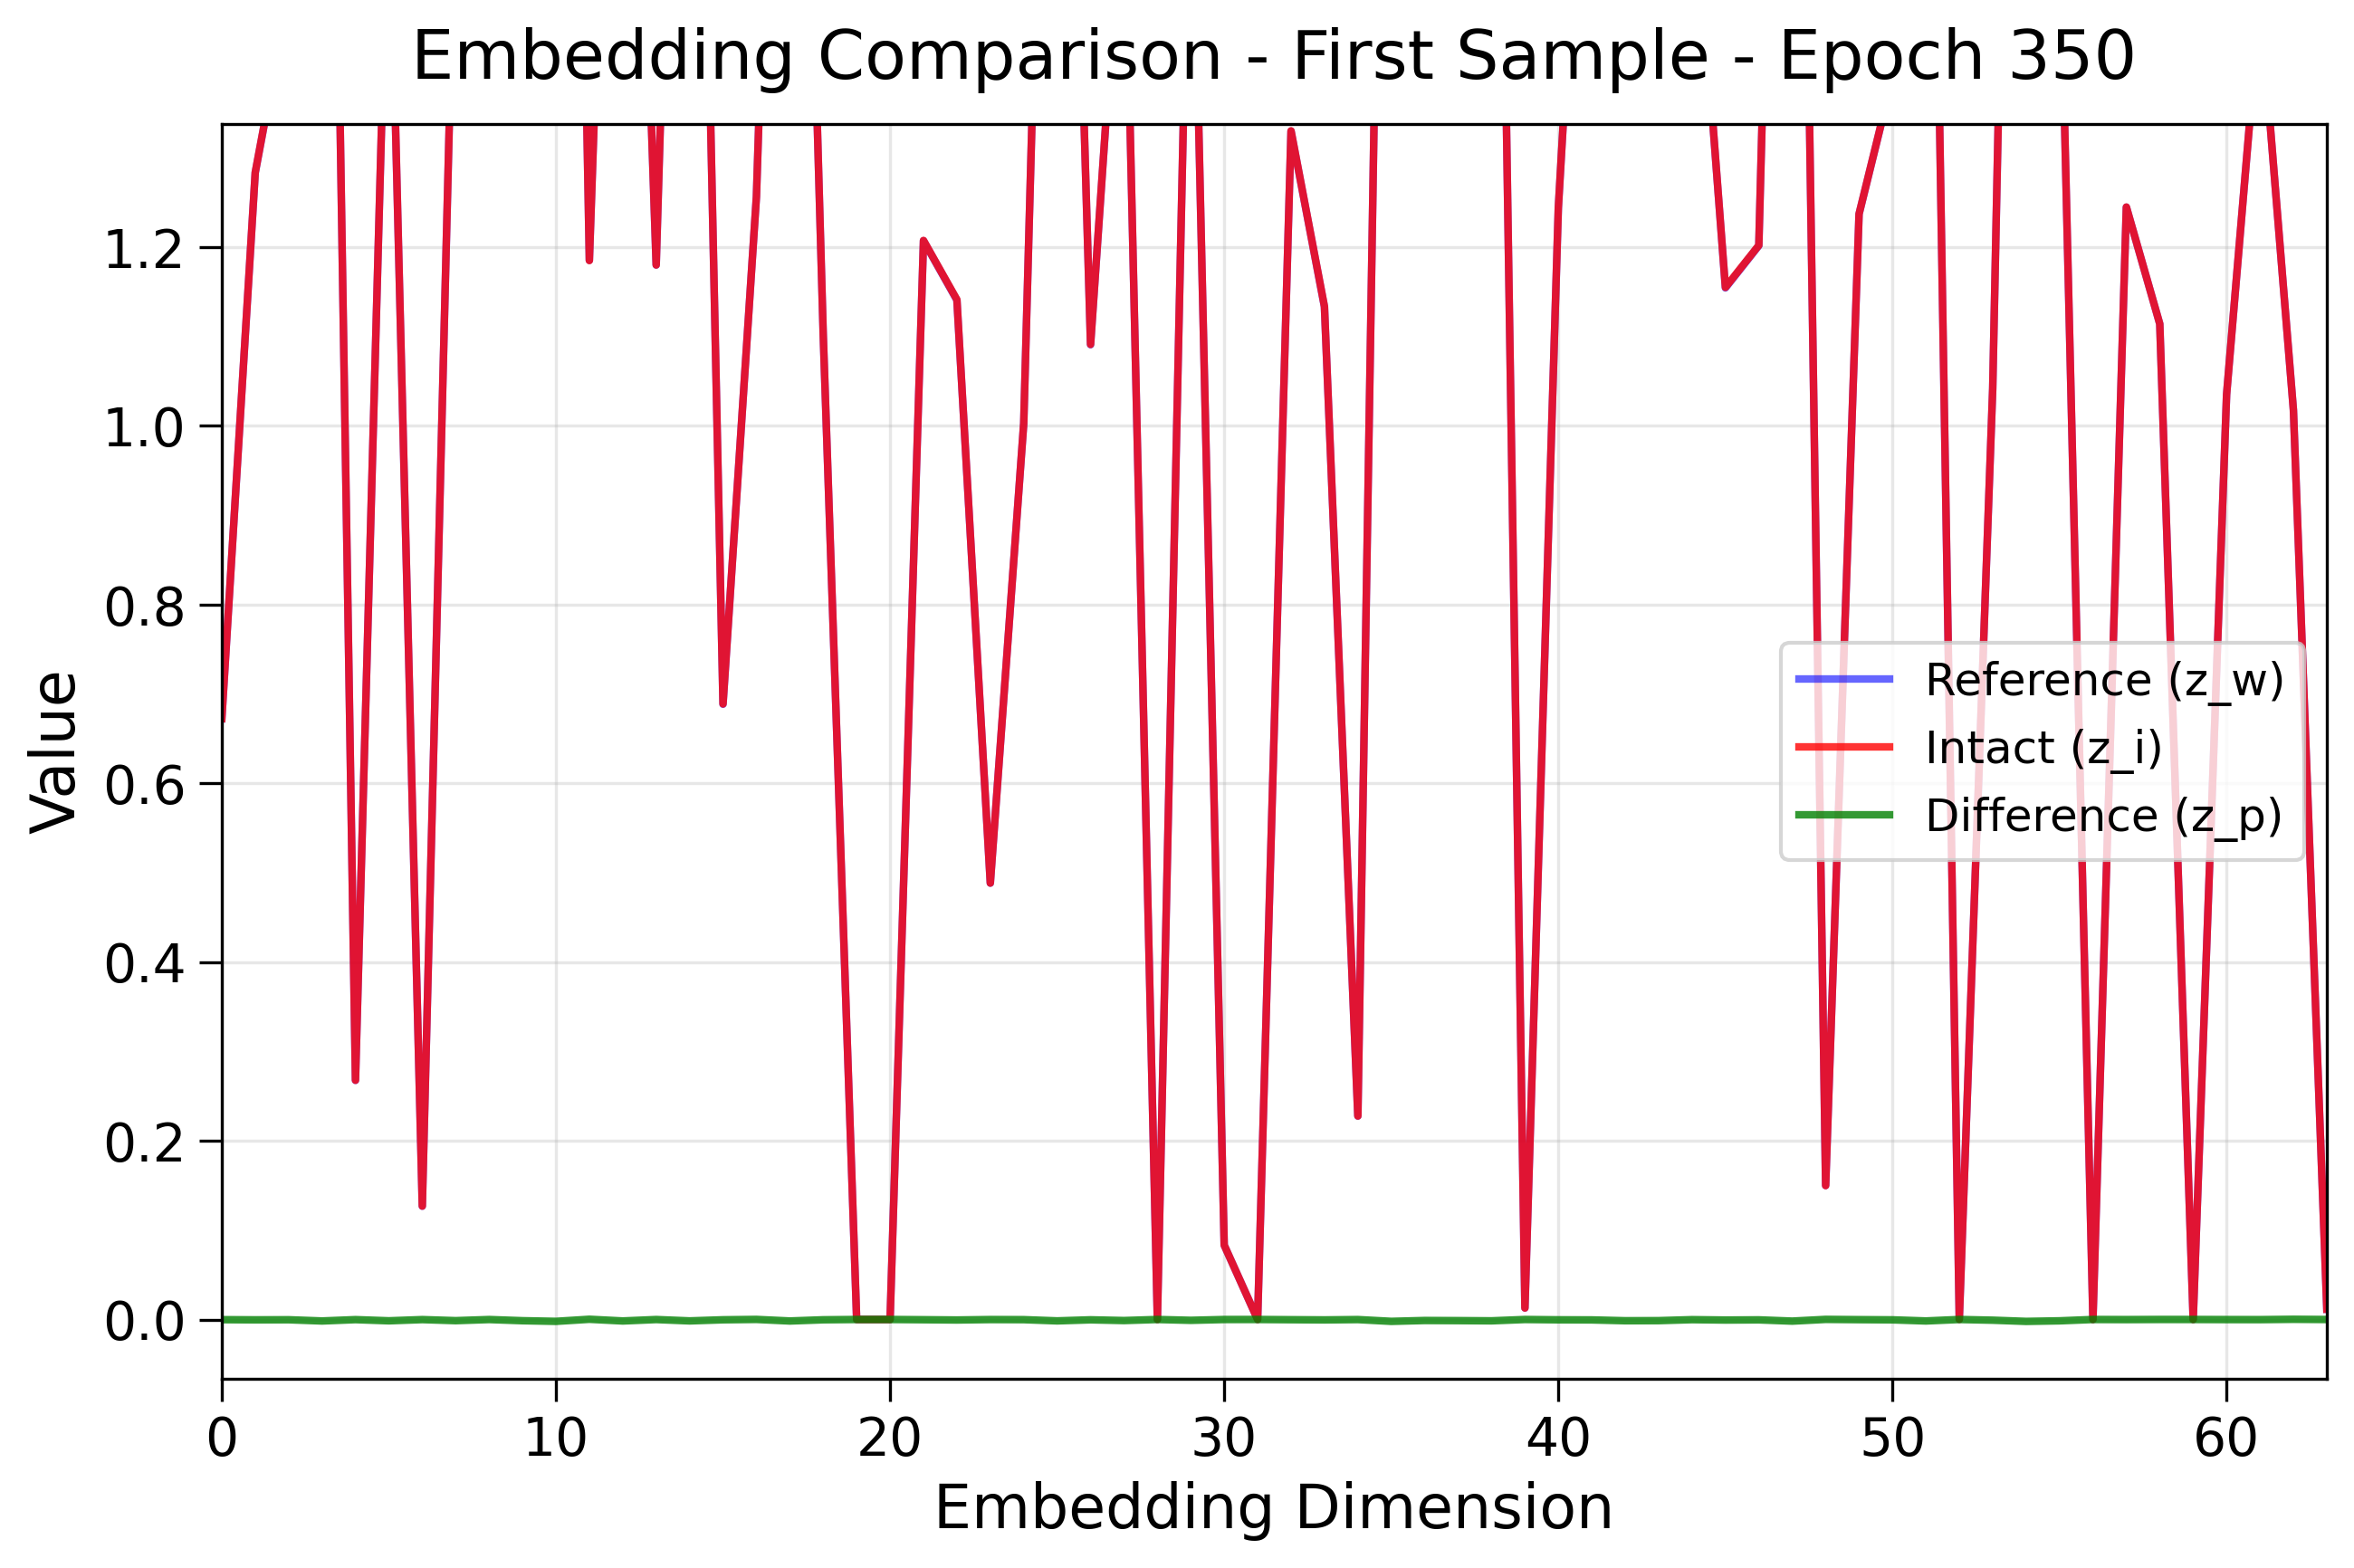 Embedding Comparison - First Sample - Epoch 350
1.2
1.0
0.8
0.6
0.4
0.2
0.0
Value
Reference (z_w)
Intact (z_i)
Difference (z_p)
0 10 20 30 40 50 60
Embedding Dimension